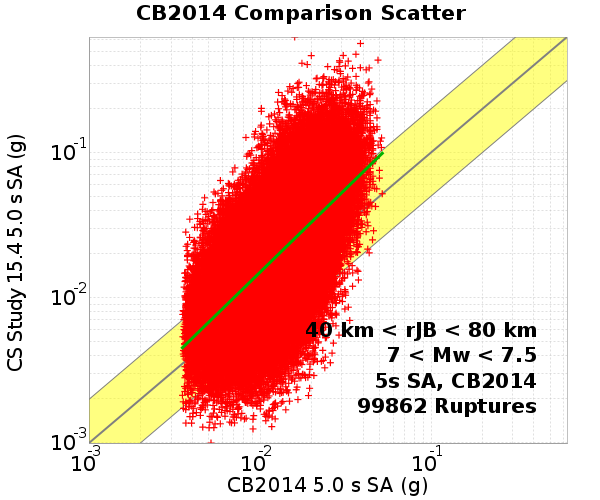 CB2014 Comparison Scatter
CS Study 15.4 5.0 s SA (g)
10-1
10-2
10-3
40 km < rJB < 80 km
7 < Mw < 7.5
5s SA, CB2014
99862 Ruptures
10-3 10-2 10-1
CB2014 5.0 s SA (g)